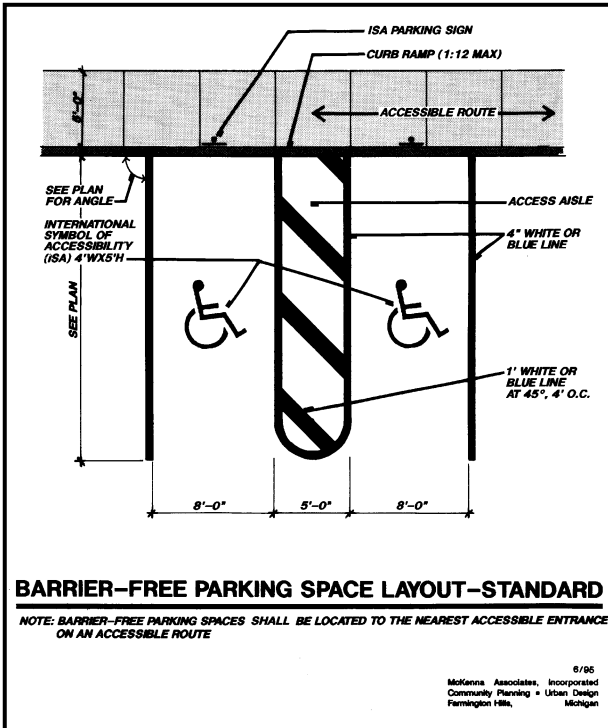 ISA PARKING SIGN
CURB RAMP (1:12 MAX)
6'-0"
ACCESSIBLE ROUTE
SEE PLAN
FOR ANGLE
ACCESS AISLE
INTERNATIONAL
SYMBOL OF
ACCESSIBILITY
(iSA) 4'WX5'H
4" WHITE OR
BLUE LINE
SEE PLAN
1' WHITE OR
BLUE LINE
AT 45°, 4' O.C.
8'-0"
5'-0"
8'-0"
BARRIER-FREE PARKING SPACE LAYOUT-STANDARD
NOTE: BARRIER-FREE PARKING SPACES SHALL BE LOCATED TO THE NEAREST ACCESSIBLE ENTRANCE
ON AN ACCESSIBLE ROUTE
6/95
McKenna Associates, Incorporated
Community Planning • Urban Design
Farmington Hills, Michigan